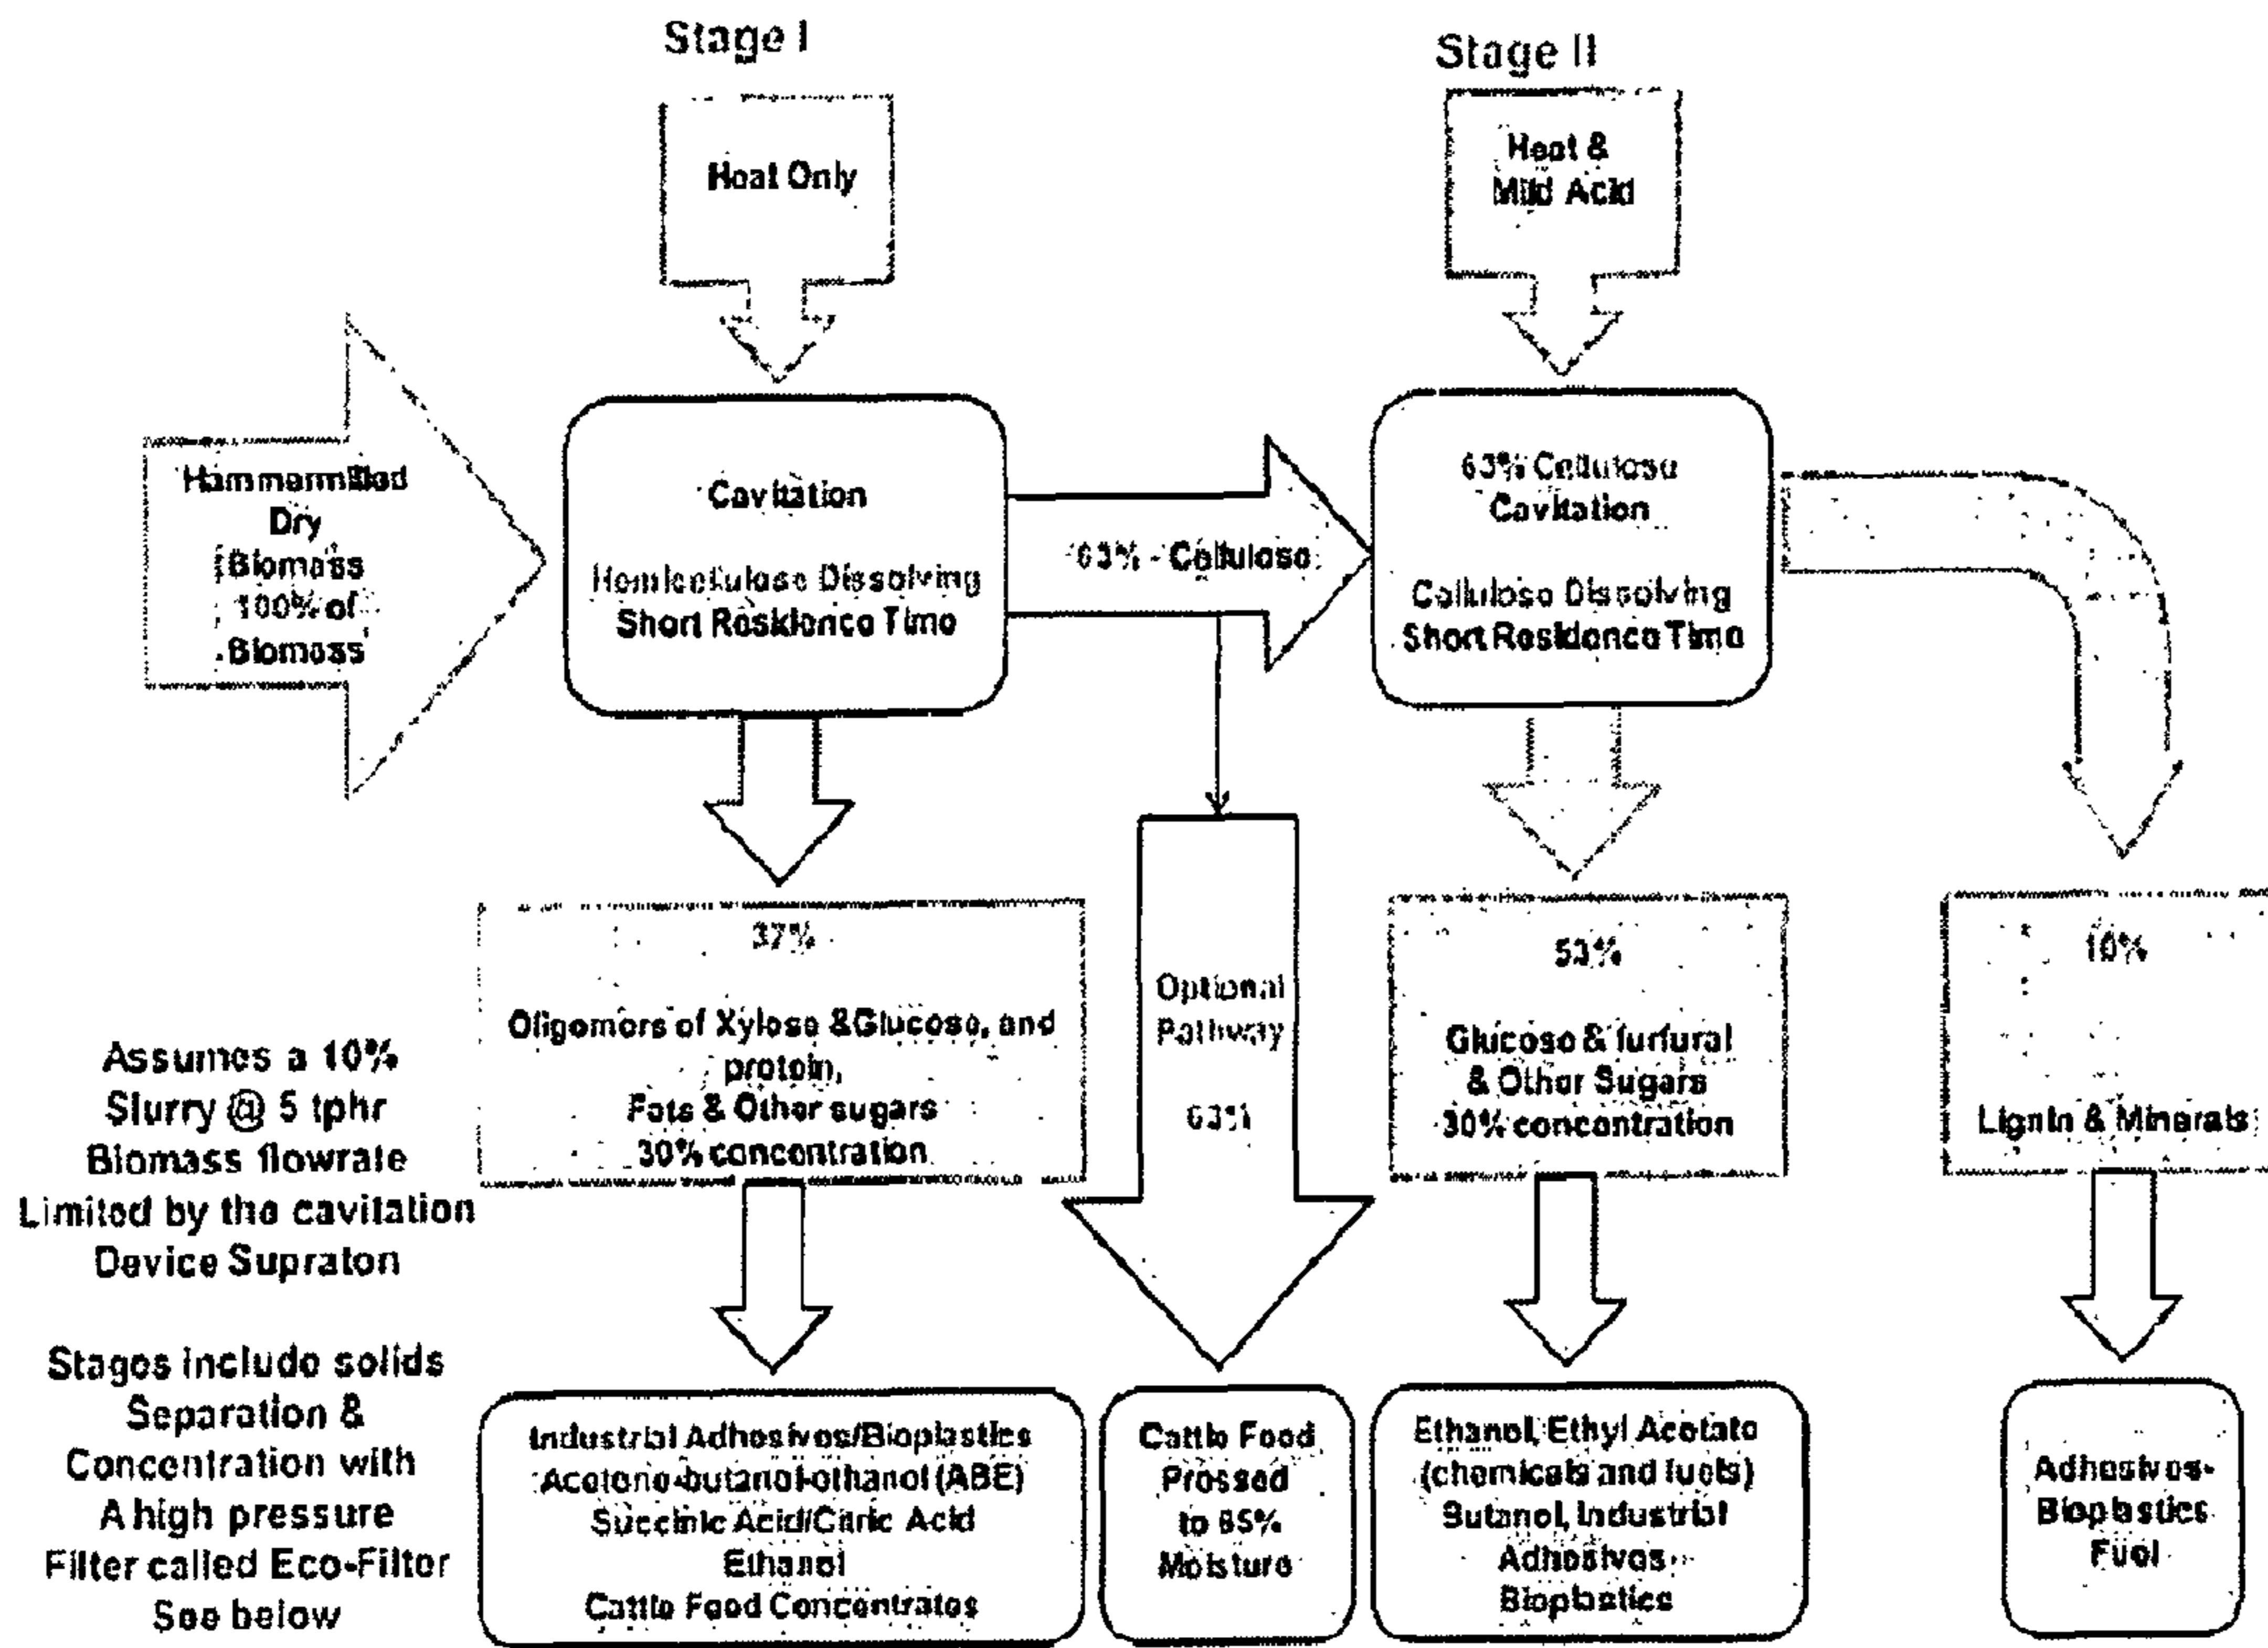 Stage I
Stage II
Heat Only
Heat &
Mild Acid
Hammermilled
Dry
Biomass
100% of
Biomass
Cavitation
Hemicellulose Dissolving
Short Residence Time
63% - Cellulose
63% Cellulose
Cavitation
Cellulose Dissolving
Short Residence Time
37%
Oligomers of Xylose &Glucose, and
protein,
Fats & Other sugars
30% concentration
Optional
Pathway
63%
53%
Glucose & furfural
& Other Sugars
30% concentration
10%
Lignin & Minerals
Assumes a 10%
Slurry @ 5 tphr
Biomass flowrate
Limited by the cavitation
Device Supraton
Stages include solids
Separation &
Concentration with
A high pressure
Filter called Eco-Filter
See below
Industrial Adhesives/Bioplastics
Acetone-butanol-ethanol (ABE)
Succinic Acid/Citric Acid
Ethanol
Cattle Food Concentrates
Cattle Food
Pressed
to
Moisture
Ethanol, Ethyl Acetate
(chemicals and fuels)
Butanol, Industrial
Adhesives
Bioplastics
Adhesives-
Bioplastics
Fuel